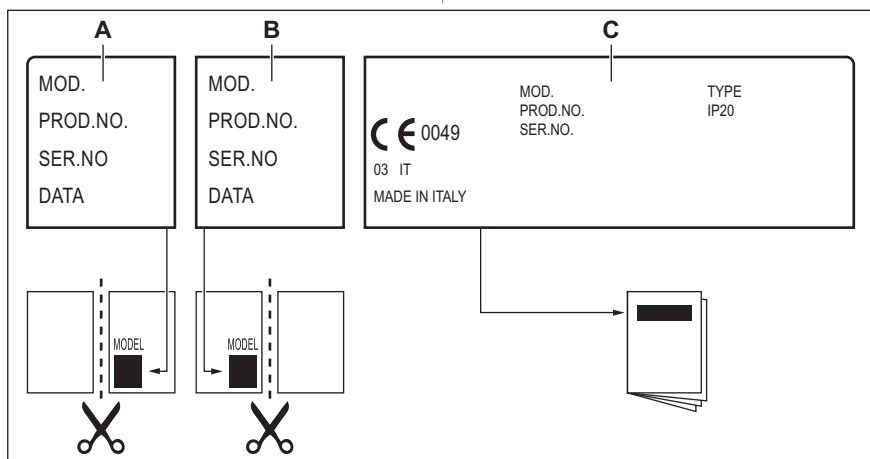 A
B
C
MOD.
PROD.NO.
SER.NO
DATA
MOD.
PROD.NO.
SER.NO
DATA
MOD.
PROD.NO.
SER.NO.
TYPE
IP20
CE 0049
03 IT
MADE IN ITALY
MODEL
MODEL